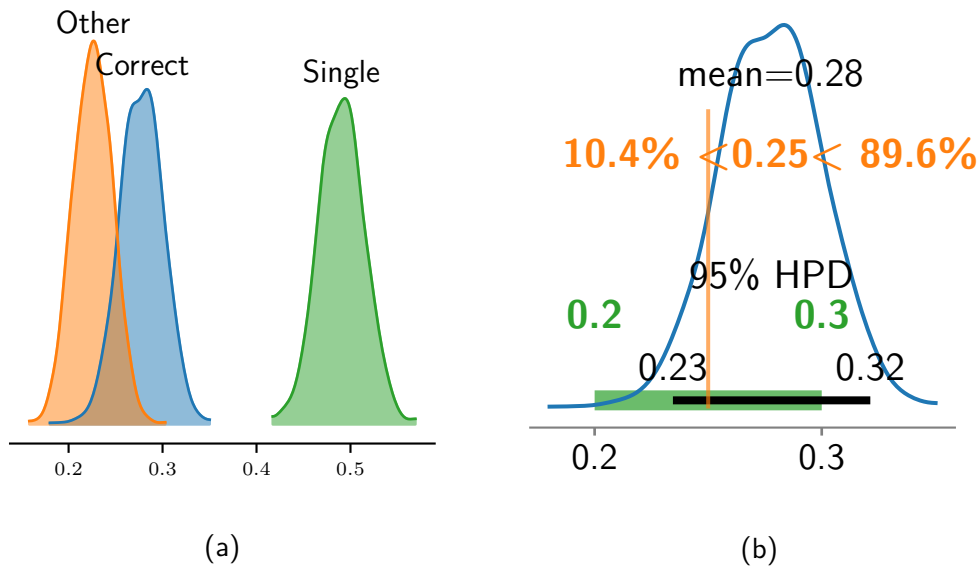 Other
Correct
Single
0.2 0.3 0.4 0.5
(a)
mean=0.28
10.4% <0.25< 89.6%
95% HPD
0.2 0.3
0.23 0.32
0.2 0.3
(b)